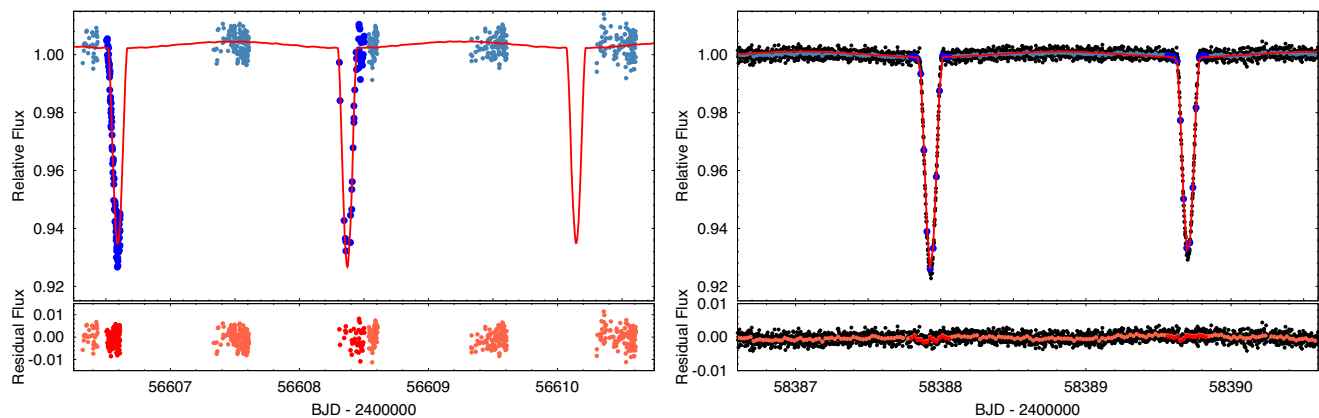 1.00
0.98
0.96
0.94
0.92
Relative Flux
0.01
0.00
-0.01
Residual Flux
56607 56608 56609 56610
BJD - 2400000
1.00
0.98
0.96
0.94
0.92
Relative Flux
0.01
0.00
-0.01
Residual Flux
58387 58388 58389 58390
BJD - 2400000